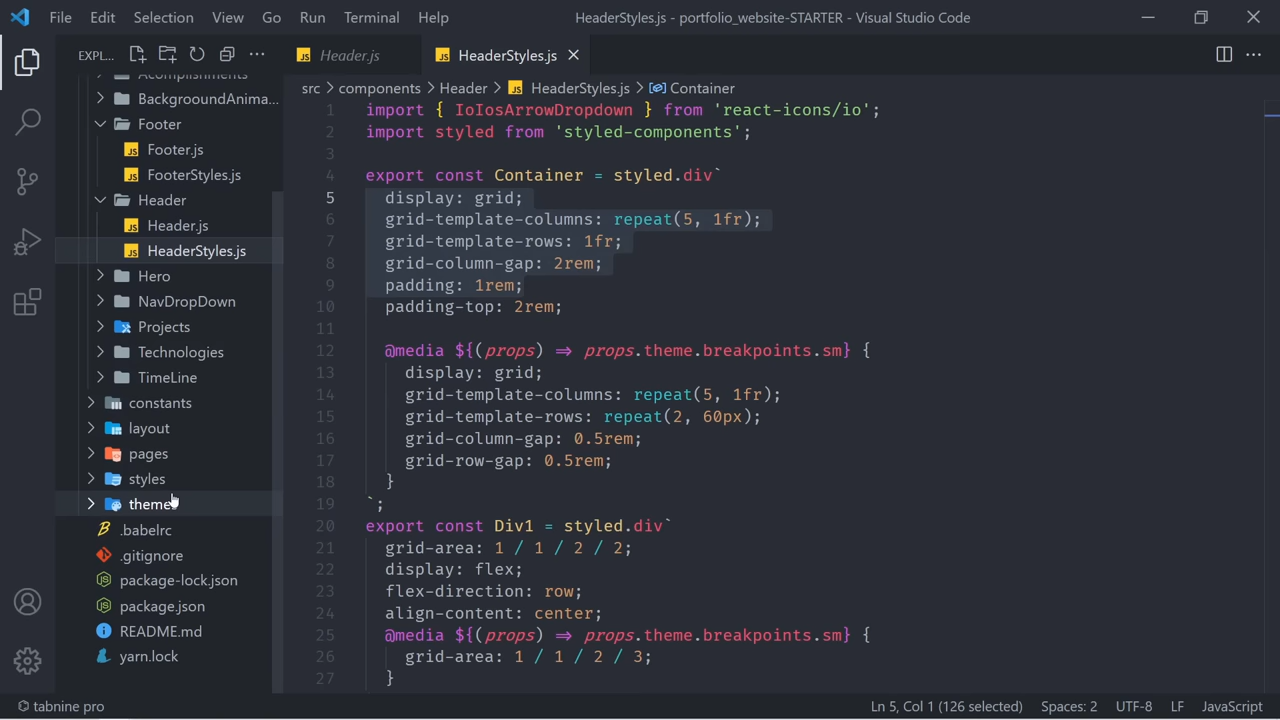 File Edit Selection View Go Run Terminal Help HeaderStyles.js - portfolio_website-STARTER - Visual Studio Code
EXPL... Header.js HeaderStyles.js
src > components > Header > HeaderStyles.js > Container
Acomplishments
BackgrooundAnima...
Footer
Footer.js
FooterStyles.js
Header
Header.js
HeaderStyles.js
Hero
NavDropDown
Projects
Technologies
TimeLine
constants
layout
pages
styles
themes
.babelrc
.gitignore
package-lock.json
package.json
README.md
yarn.lock
1 import { IoIosArrowDropdown } from 'react-icons/io';
2 import styled from 'styled-components';
3
4 export const Container = styled.div`
5 display: grid;
6 grid-template-columns: repeat(5, 1fr);
7 grid-template-rows: 1fr;
8 grid-column-gap: 2rem;
9 padding: 1rem;
10 padding-top: 2rem;
11
12 @media ${(props) => props.theme.breakpoints.sm} {
13 display: grid;
14 grid-template-columns: repeat(5, 1fr);
15 grid-template-rows: repeat(2, 60px);
16 grid-column-gap: 0.5rem;
17 grid-row-gap: 0.5rem;
18 }
19 `;
20 export const Div1 = styled.div`
21 grid-area: 1 / 1 / 2 / 2;
22 display: flex;
23 flex-direction: row;
24 align-content: center;
25 @media ${(props) => props.theme.breakpoints.sm} {
26 grid-area: 1 / 1 / 2 / 3;
27 }
tabnine pro Ln 5, Col 1 (126 selected) Spaces: 2 UTF-8 LF JavaScript